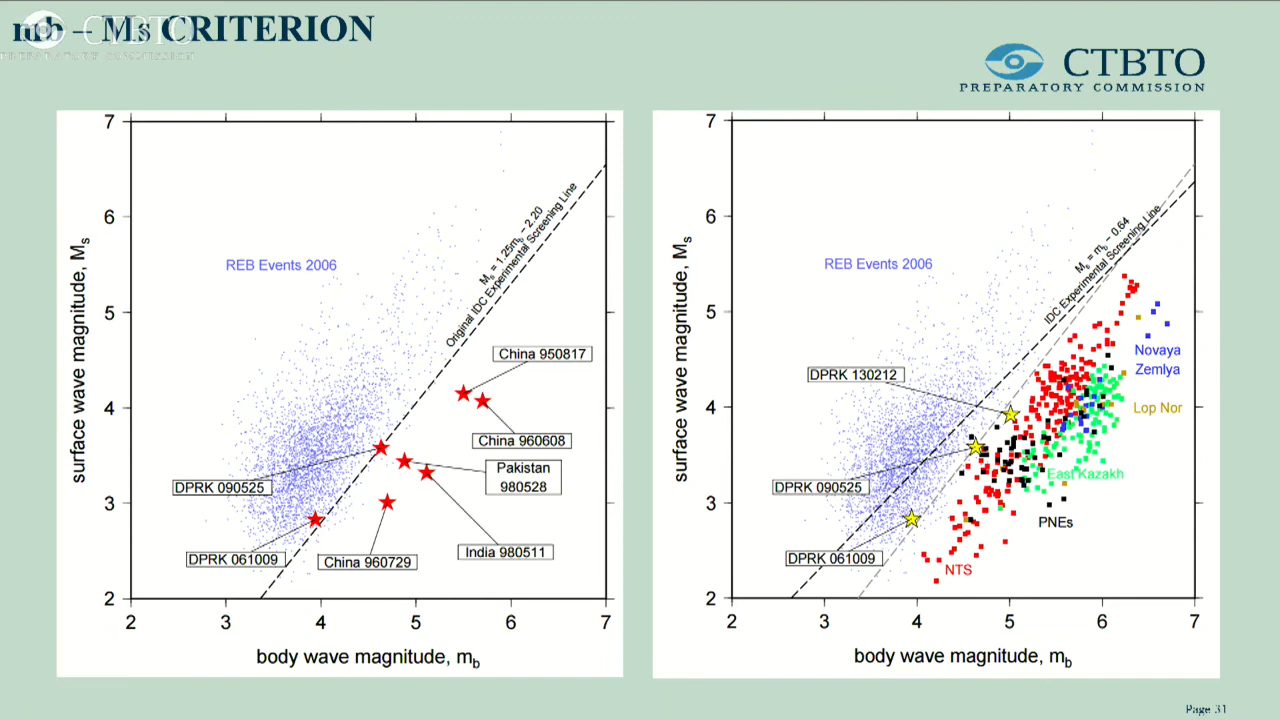 mb – Ms CRITERION
CTBTO
PREPARATORY COMMISSION
CTBTO
PREPARATORY COMMISSION
7
6
5
4
3
2
surface wave magnitude, Ms
REB Events 2006
Ms = 1.25mb – 2.20
Original IDC Experimental Screening Line
China 950817
China 960608
Pakistan
980528
DPRK 090525
India 980511
DPRK 061009
China 960729
2 3 4 5 6 7
body wave magnitude, mb
7
6
5
4
3
2
surface wave magnitude, Ms
REB Events 2006
Ms = mb – 0.64
IDC Experimental Screening Line
Novaya
Zemlya
DPRK 130212
Lop Nor
East Kazakh
DPRK 090525
PNEs
DPRK 061009
NTS
2 3 4 5 6 7
body wave magnitude, mb
Page 31